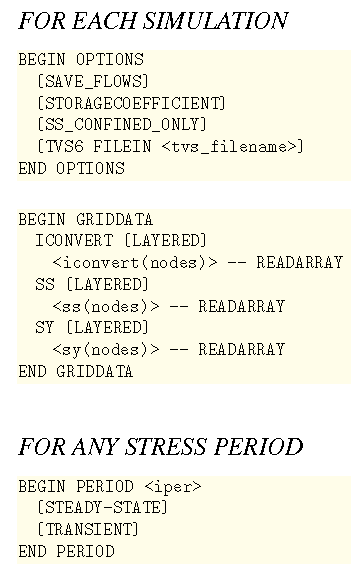 FOR EACH SIMULATION
BEGIN OPTIONS
[SAVE_FLOWS]
[STORAGECOEFFICIENT]
[SS_CONFINED_ONLY]
[TVS6 FILEIN <tvs_filename>]
END OPTIONS
BEGIN GRIDDATA
ICONVERT [LAYERED]
<iconvert(nodes)> -- READARRAY
SS [LAYERED]
<ss(nodes)> -- READARRAY
SY [LAYERED]
<sy(nodes)> -- READARRAY
END GRIDDATA
FOR ANY STRESS PERIOD
BEGIN PERIOD <iper>
[STEADY-STATE]
[TRANSIENT]
END PERIOD